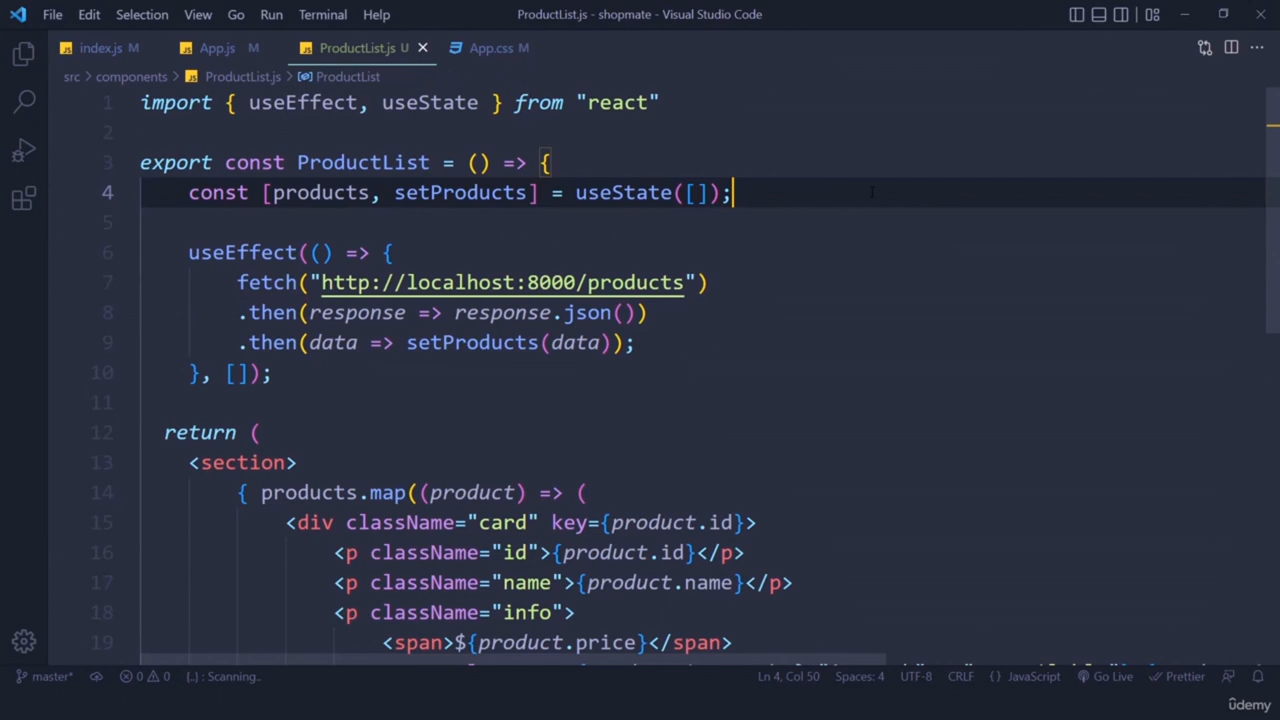 File Edit Selection View Go Run Terminal Help ProductList.js - shopmate - Visual Studio Code
JS index.js M JS App.js M JS ProductList.js U App.css M
src components JS ProductList.js ProductList
1 import { useEffect, useState } from "react"
2
3 export const ProductList = () => {
4 const [products, setProducts] = useState([]);
5
6 useEffect(() => {
7 fetch("http://localhost:8000/products")
8 .then(response => response.json())
9 .then(data => setProducts(data));
10 }, []);
11
12 return (
13 <section>
14 { products.map((product) => (
15 <div className="card" key={product.id}>
16 <p className="id">{product.id}</p>
17 <p className="name">{product.name}</p>
18 <p className="info">
19 <span>${product.price}</span>
master* 0 0 {..} : Scanning.. Ln 4, Col 50 Spaces: 4 UTF-8 CRLF {} JavaScript Go Live Prettier
ûdemy